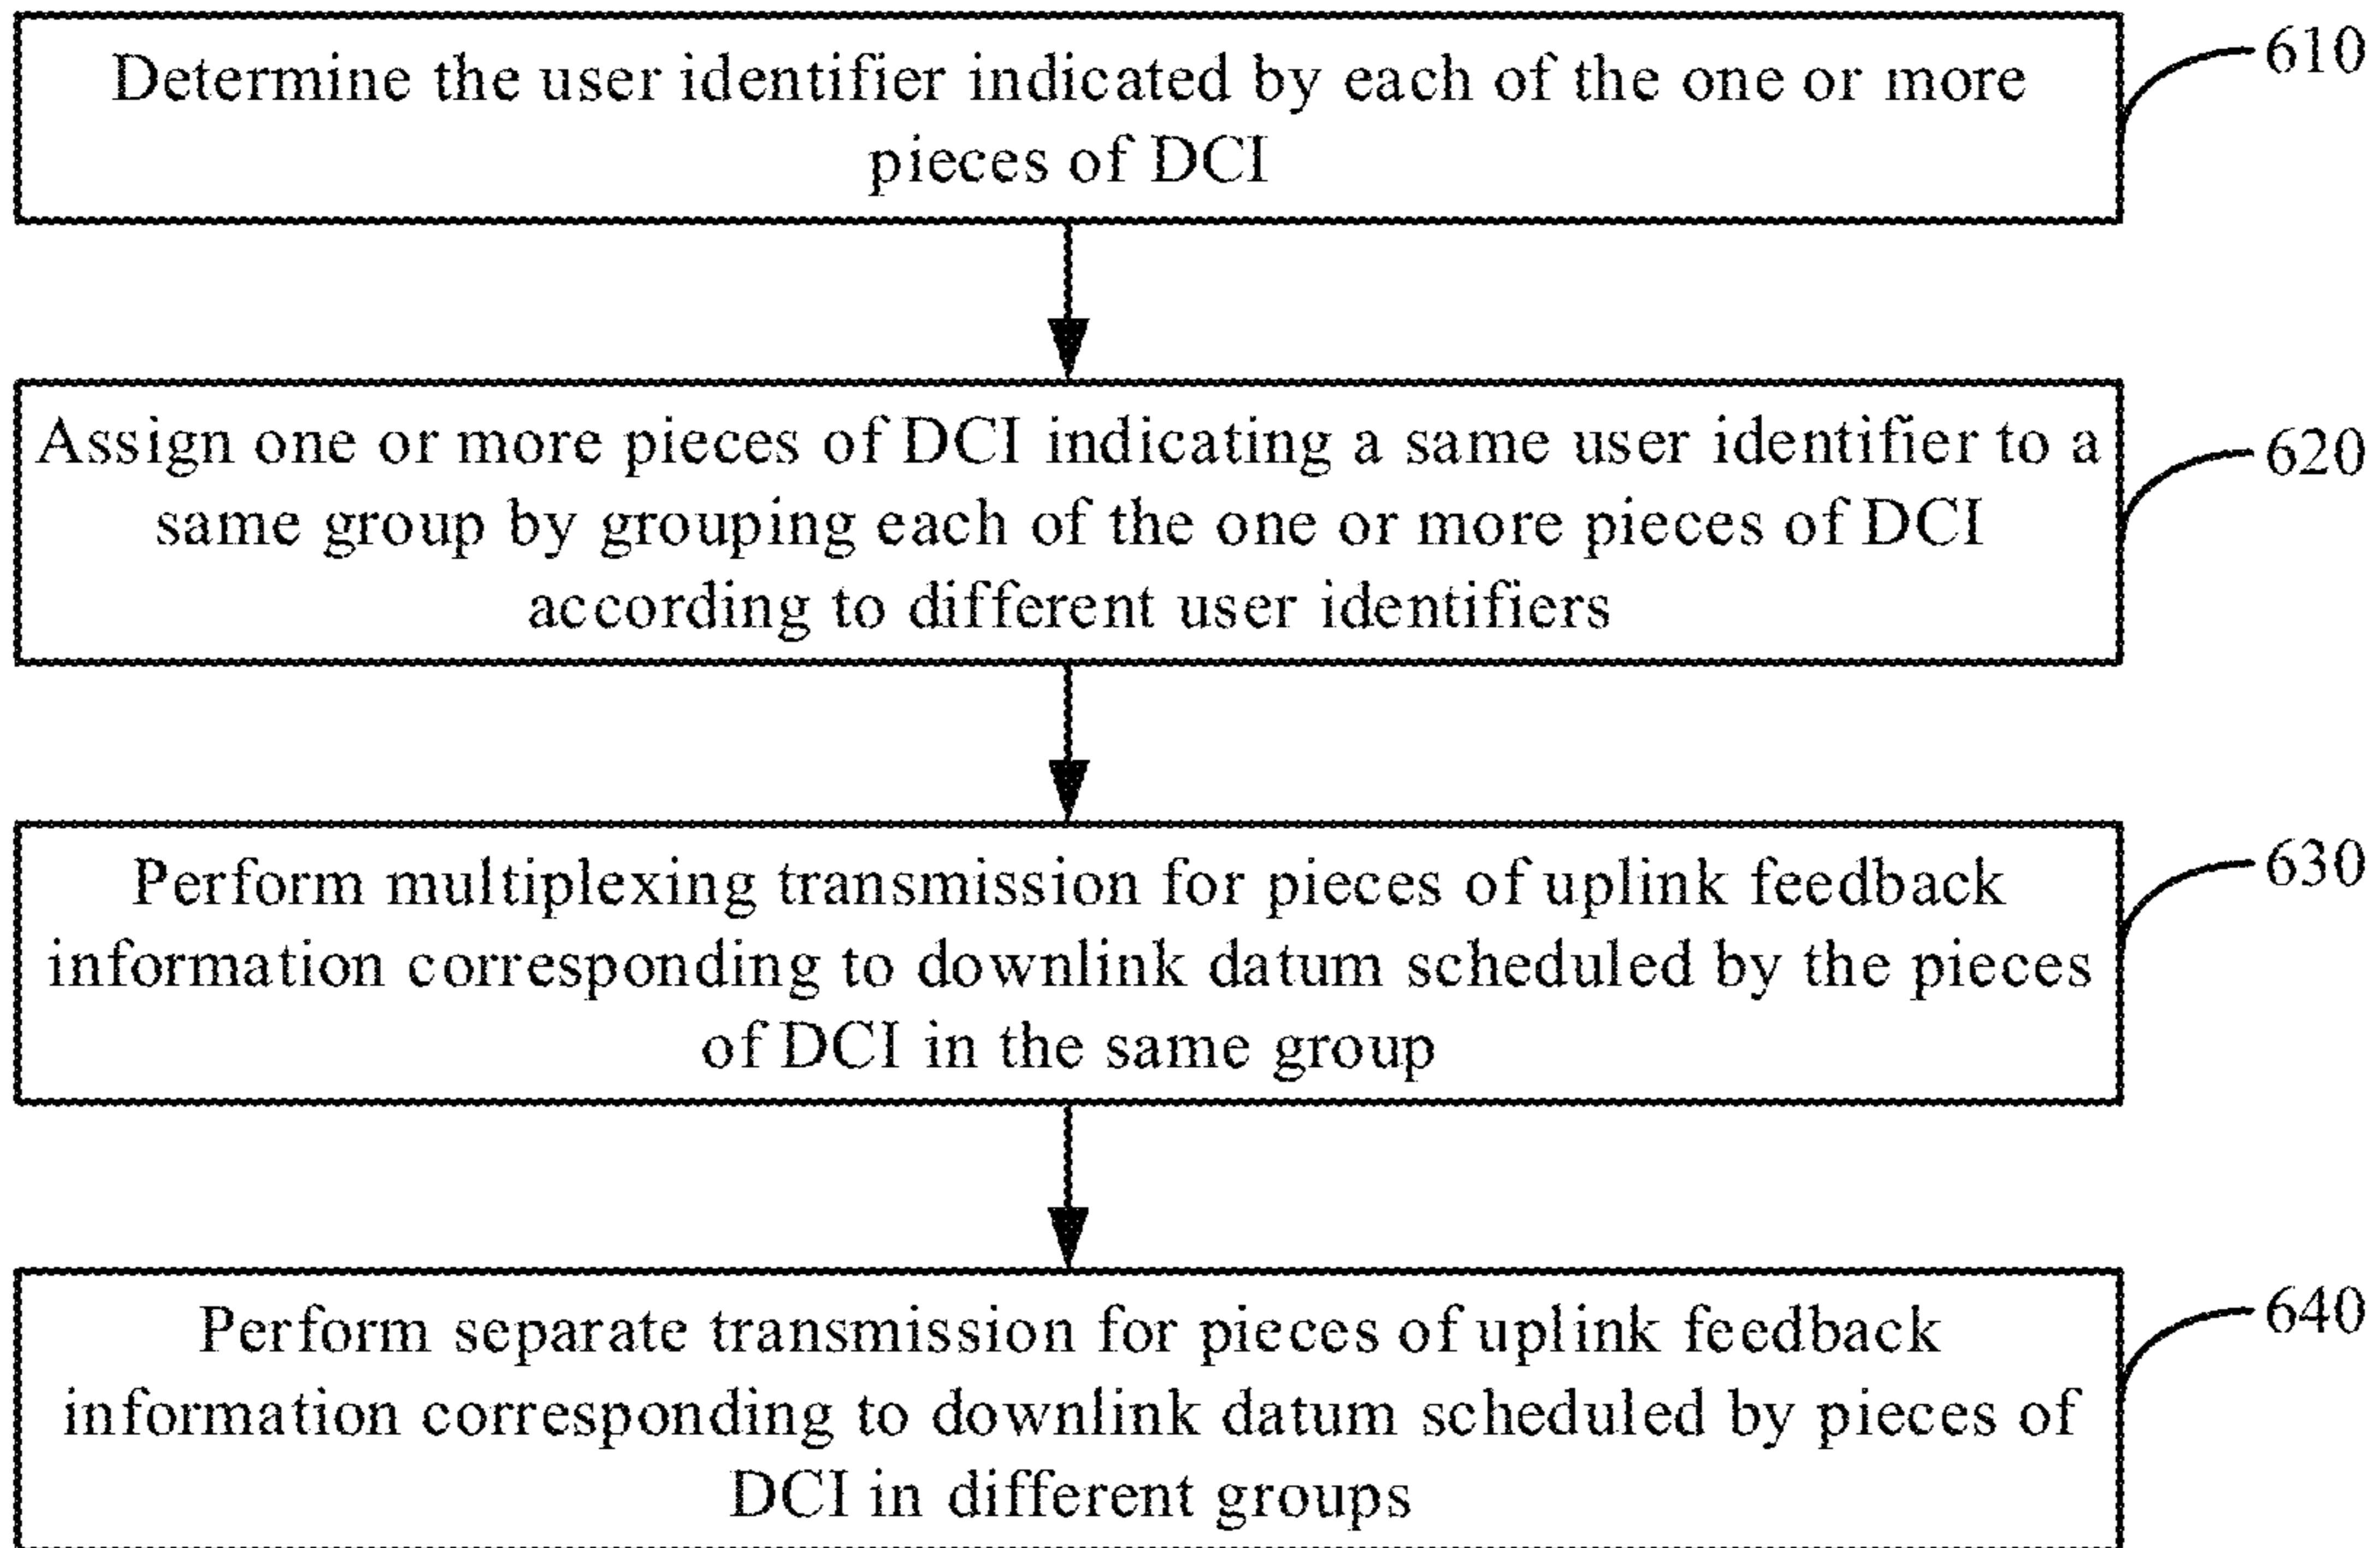 Determine the user identifier indicated by each of the one or more
pieces of DCI
610
Assign one or more pieces of DCI indicating a same user identifier to a
same group by grouping each of the one or more pieces of DCI
according to different user identifiers
620
Perform multiplexing transmission for pieces of uplink feedback
information corresponding to downlink datum scheduled by the pieces
of DCI in the same group
630
Perform separate transmission for pieces of uplink feedback
information corresponding to downlink datum scheduled by pieces of
DCI in different groups
640